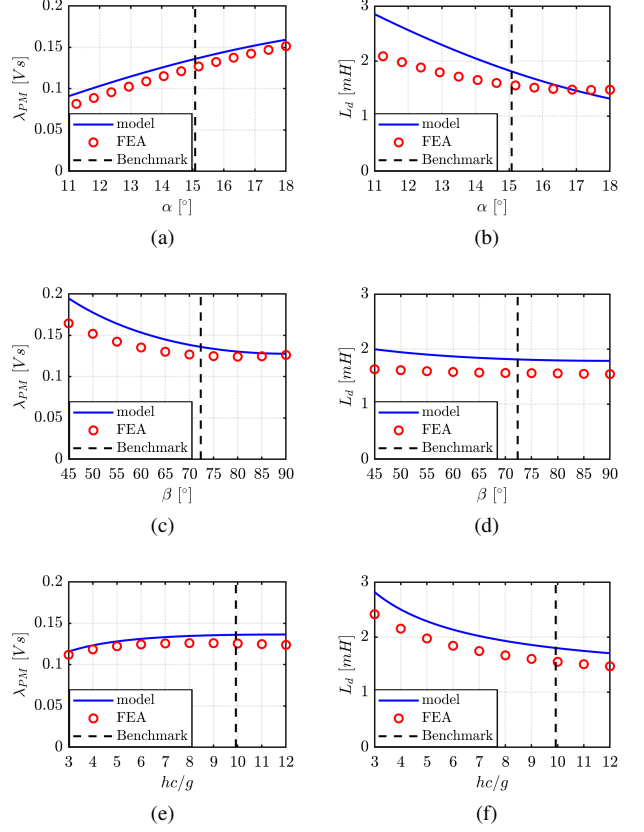 0.2
0.15
0.1
0.05
0
λ_PM [Vs]
model
FEA
Benchmark
11 12 13 14 15 16 17 18
α [°]
(a)
3
2
1
0
L_d [mH]
model
FEA
Benchmark
11 12 13 14 15 16 17 18
α [°]
(b)
0.2
0.15
0.1
0.05
0
λ_PM [Vs]
model
FEA
Benchmark
45 50 55 60 65 70 75 80 85 90
β [°]
(c)
3
2
1
0
L_d [mH]
model
FEA
Benchmark
45 50 55 60 65 70 75 80 85 90
β [°]
(d)
0.2
0.15
0.1
0.05
0
λ_PM [Vs]
model
FEA
Benchmark
3 4 5 6 7 8 9 10 11 12
hc/g
(e)
3
2
1
0
L_d [mH]
model
FEA
Benchmark
3 4 5 6 7 8 9 10 11 12
hc/g
(f)